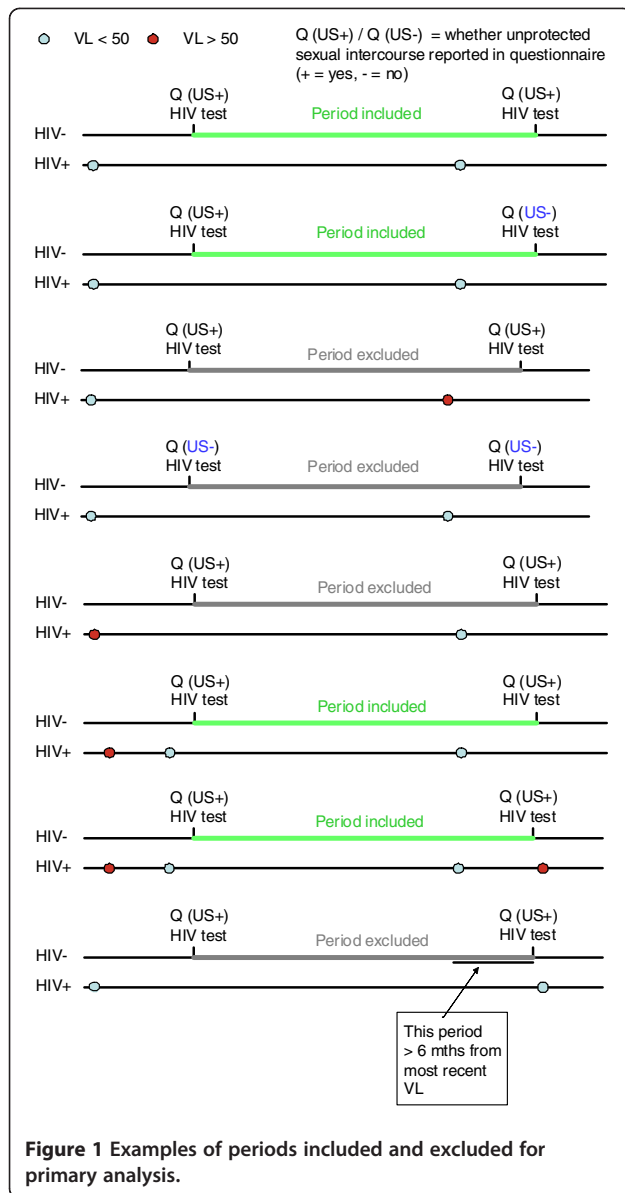 VL < 50 VL > 50 Q (US+) / Q (US-) = whether unprotected
sexual intercourse reported in questionnaire
(+ = yes, - = no)
Q (US+) Q (US+)
HIV test Period included HIV test
HIV-
HIV+
Q (US+) Q (US-)
HIV test Period included HIV test
HIV-
HIV+
Q (US+) Q (US+)
HIV test Period excluded HIV test
HIV-
HIV+
Q (US-) Q (US-)
HIV test Period excluded HIV test
HIV-
HIV+
Q (US+) Q (US+)
HIV test Period excluded HIV test
HIV-
HIV+
Q (US+) Q (US+)
HIV test Period included HIV test
HIV-
HIV+
Q (US+) Q (US+)
HIV test Period included HIV test
HIV-
HIV+
Q (US+) Q (US+)
HIV test Period excluded HIV test
HIV-
HIV+
This period
> 6 mths from
most recent
VL
Figure 1 Examples of periods included and excluded for
primary analysis.